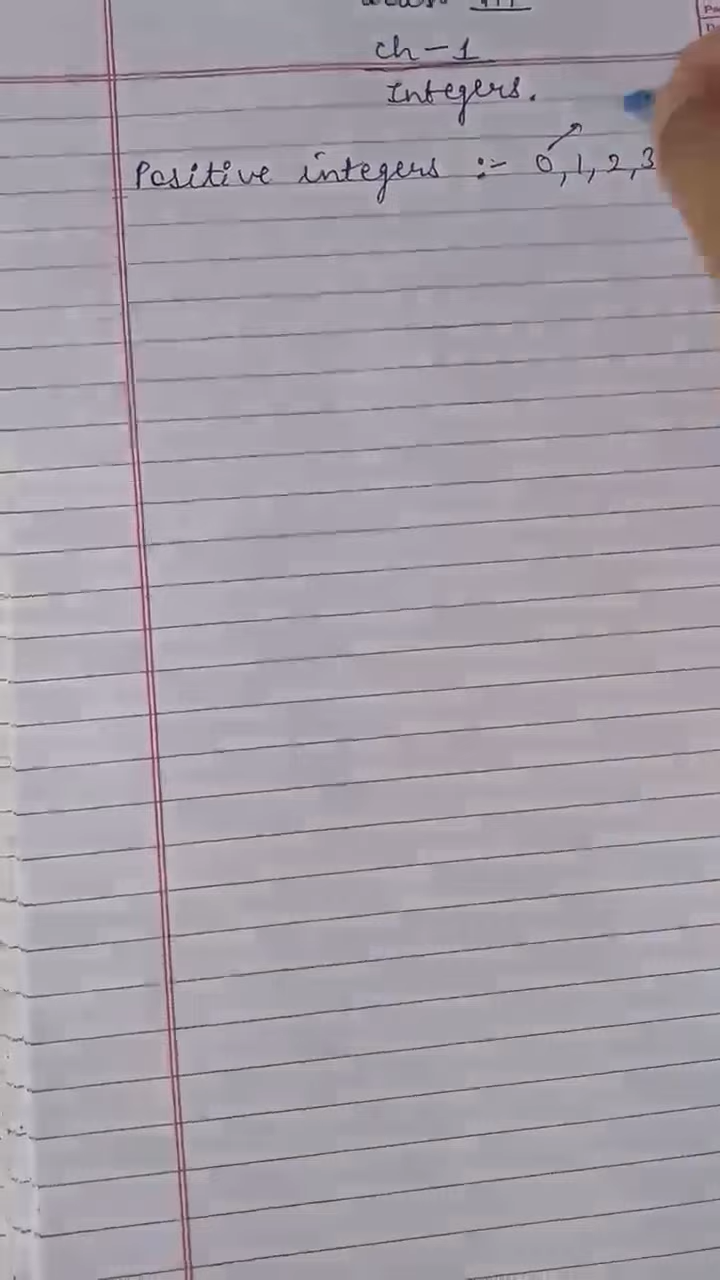 ch - 1
Integers.
Positive integers :- 0, 1, 2, 3